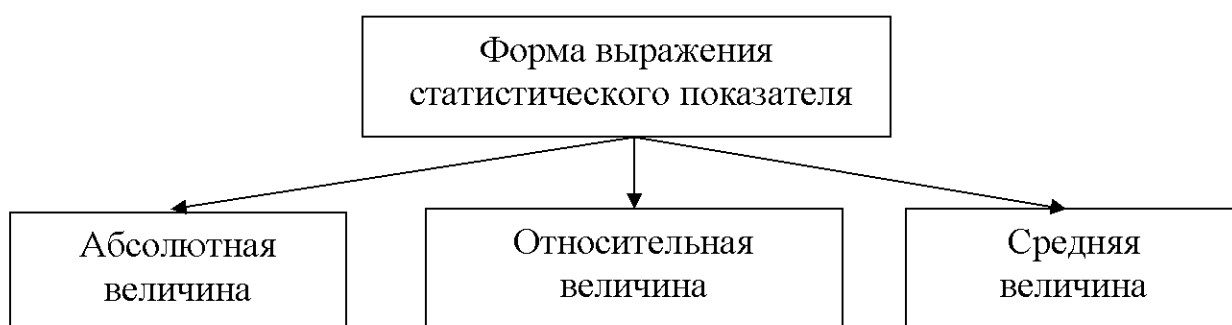 Форма выражения
статистического показателя
Абсолютная
величина
Относительная
величина
Средняя
величина